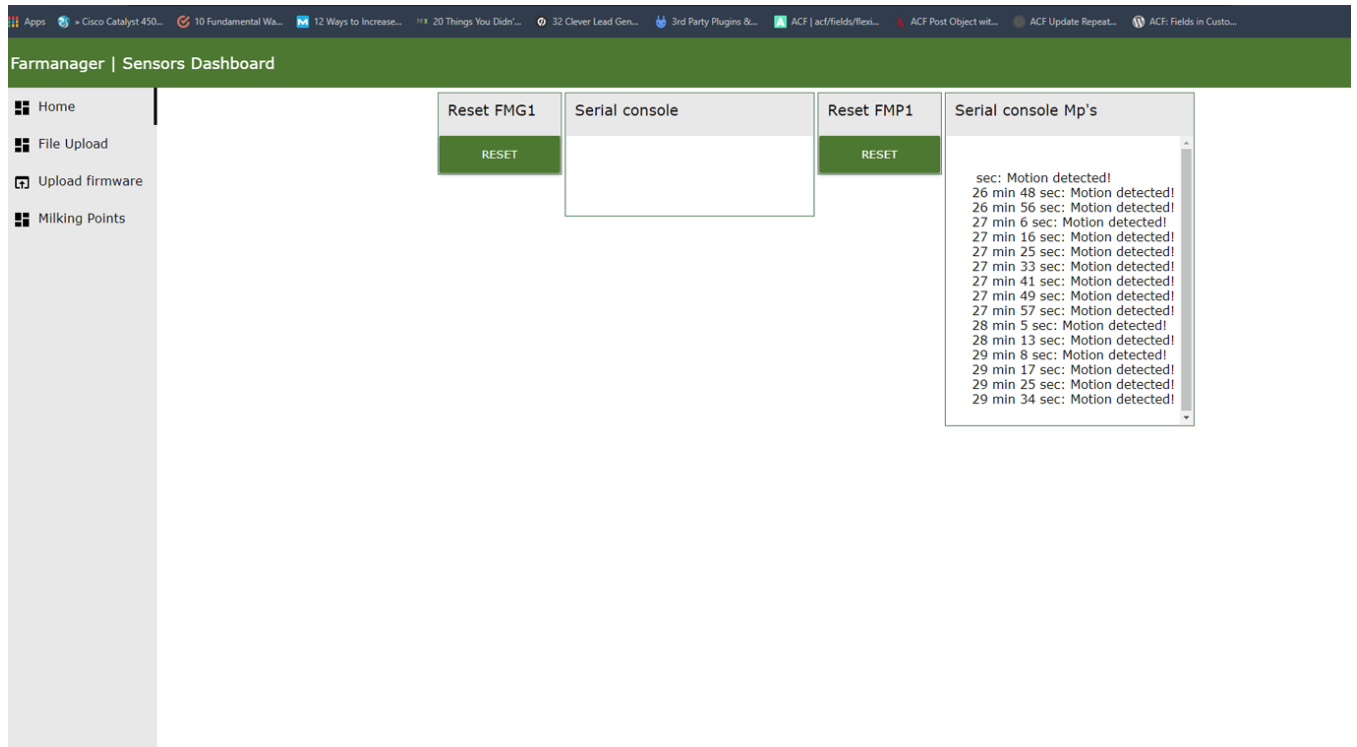 Apps » Cisco Catalyst 450... 10 Fundamental Wa... 12 Ways to Increase... 20 Things You Didn'... 32 Clever Lead Gen... 3rd Party Plugins &... ACF | acf/fields/flexi... ACF Post Object wit... ACF Update Repeat... ACF: Fields in Custo...
Farmanager | Sensors Dashboard
Home
File Upload
Upload firmware
Milking Points
Reset FMG1
RESET
Serial console
Reset FMP1
RESET
Serial console Mp's
sec: Motion detected!
26 min 48 sec: Motion detected!
26 min 56 sec: Motion detected!
27 min 6 sec: Motion detected!
27 min 16 sec: Motion detected!
27 min 25 sec: Motion detected!
27 min 33 sec: Motion detected!
27 min 41 sec: Motion detected!
27 min 49 sec: Motion detected!
27 min 57 sec: Motion detected!
28 min 5 sec: Motion detected!
28 min 13 sec: Motion detected!
29 min 8 sec: Motion detected!
29 min 17 sec: Motion detected!
29 min 25 sec: Motion detected!
29 min 34 sec: Motion detected!